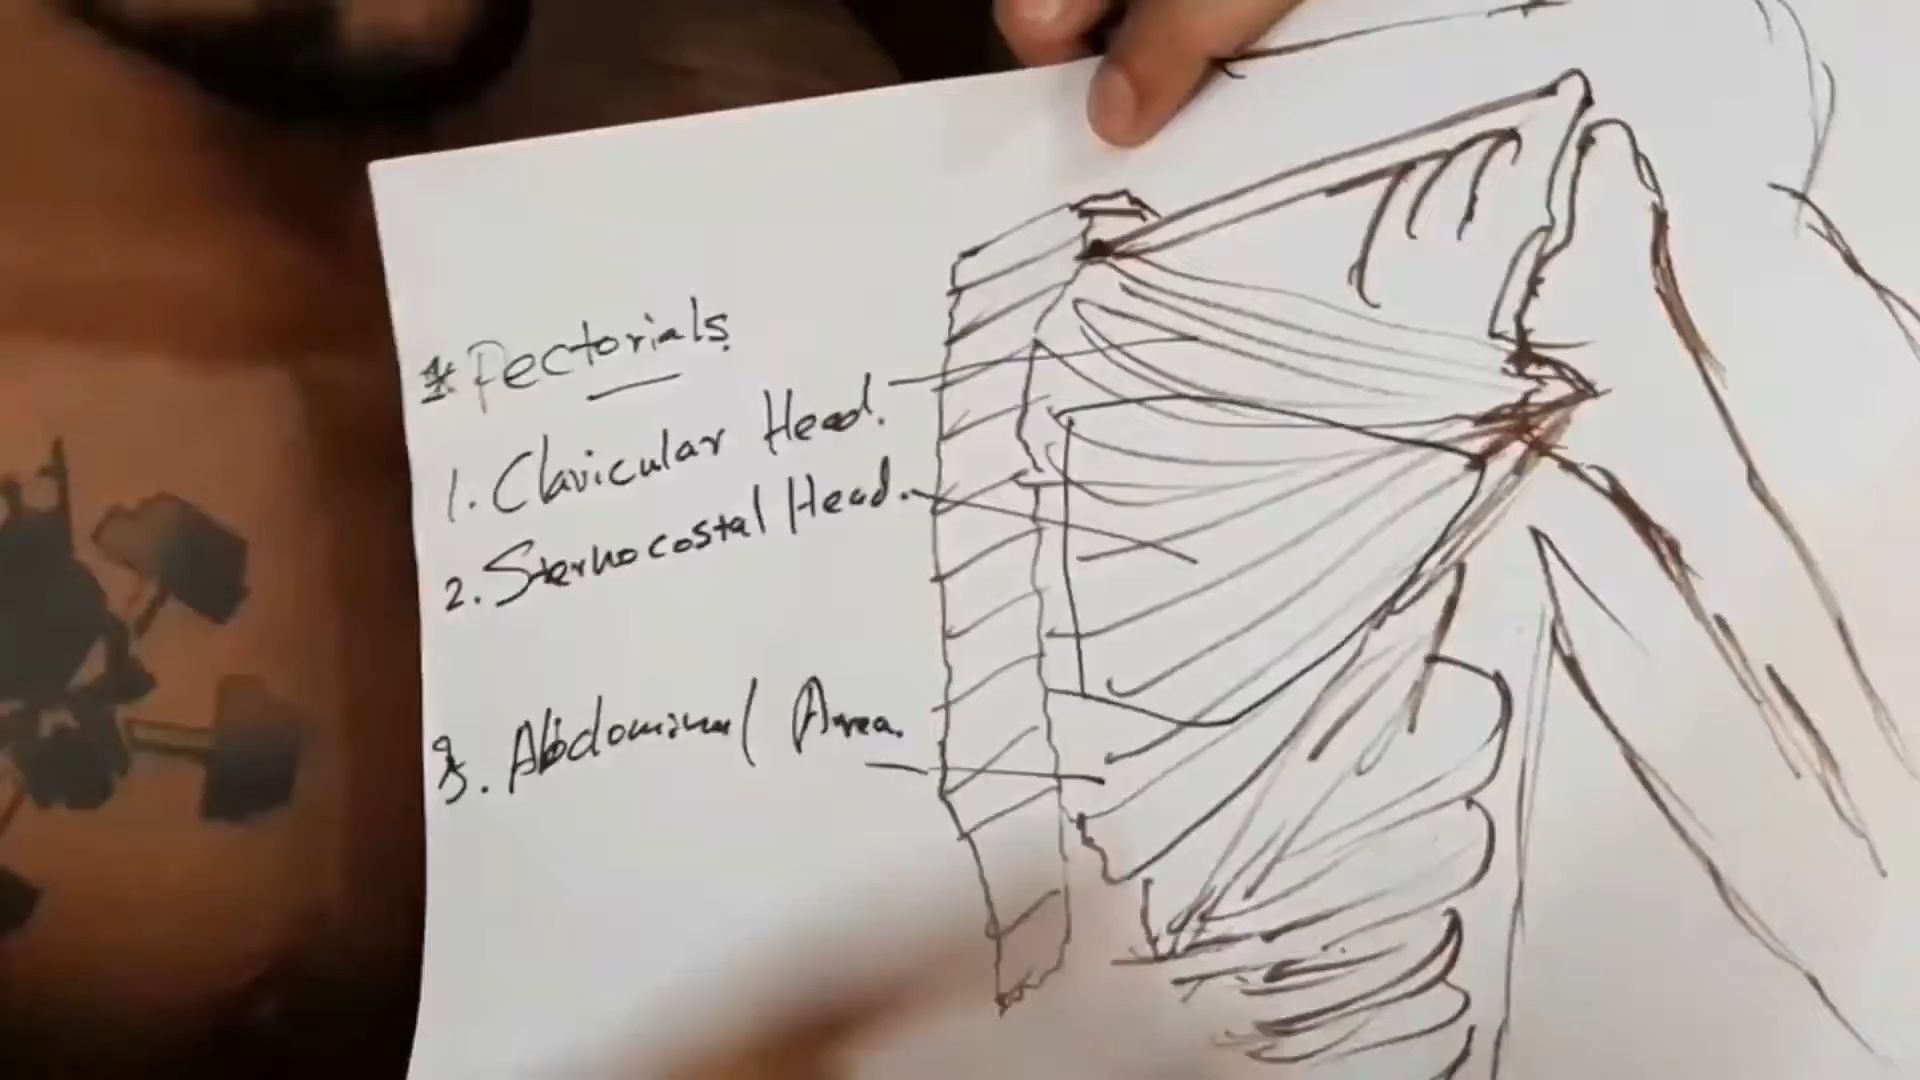 * Pectorials
1. Clavicular Head.
2. Sternocostal Head.
3. Abdominal Area.